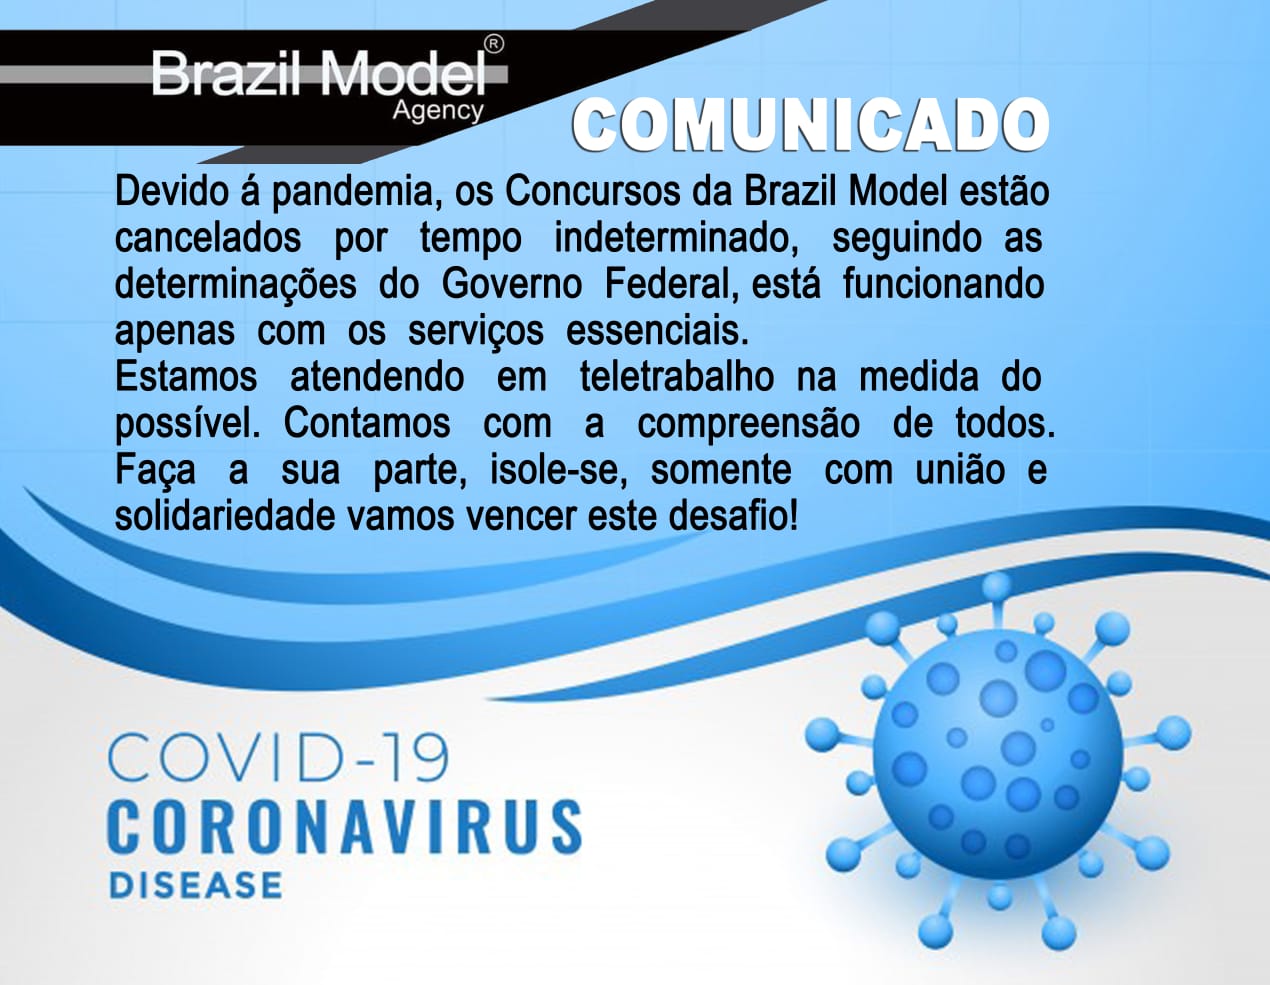 Brazil Model®
Agency
COMUNICADO
Devido á pandemia, os Concursos da Brazil Model estão
cancelados por tempo indeterminado, seguindo as
determinações do Governo Federal, está funcionando
apenas com os serviços essenciais.
Estamos atendendo em teletrabalho na medida do
possível. Contamos com a compreensão de todos.
Faça a sua parte, isole-se, somente com união e
solidariedade vamos vencer este desafio!
COVID-19
CORONAVIRUS
DISEASE